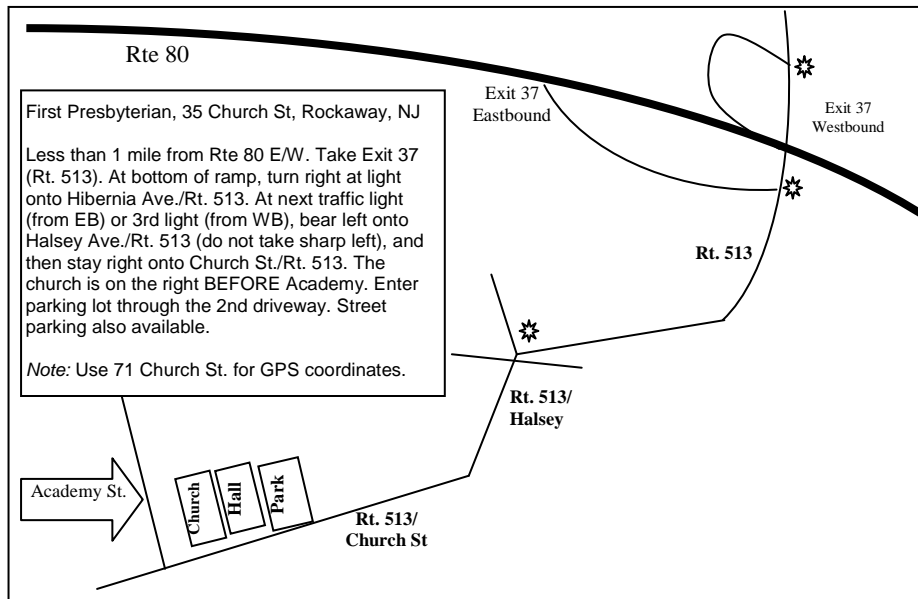 Rte 80
Exit 37
Eastbound
Exit 37
Westbound
First Presbyterian, 35 Church St, Rockaway, NJ
Less than 1 mile from Rte 80 E/W. Take Exit 37
(Rt. 513). At bottom of ramp, turn right at light
onto Hibernia Ave./Rt. 513. At next traffic light
(from EB) or 3rd light (from WB), bear left onto
Halsey Ave./Rt. 513 (do not take sharp left), and
then stay right onto Church St./Rt. 513. The
church is on the right BEFORE Academy. Enter
parking lot through the 2nd driveway. Street
parking also available.
Note: Use 71 Church St. for GPS coordinates.
Rt. 513
Rt. 513/
Halsey
Academy St.
Church
Hall
Park
Rt. 513/
Church St